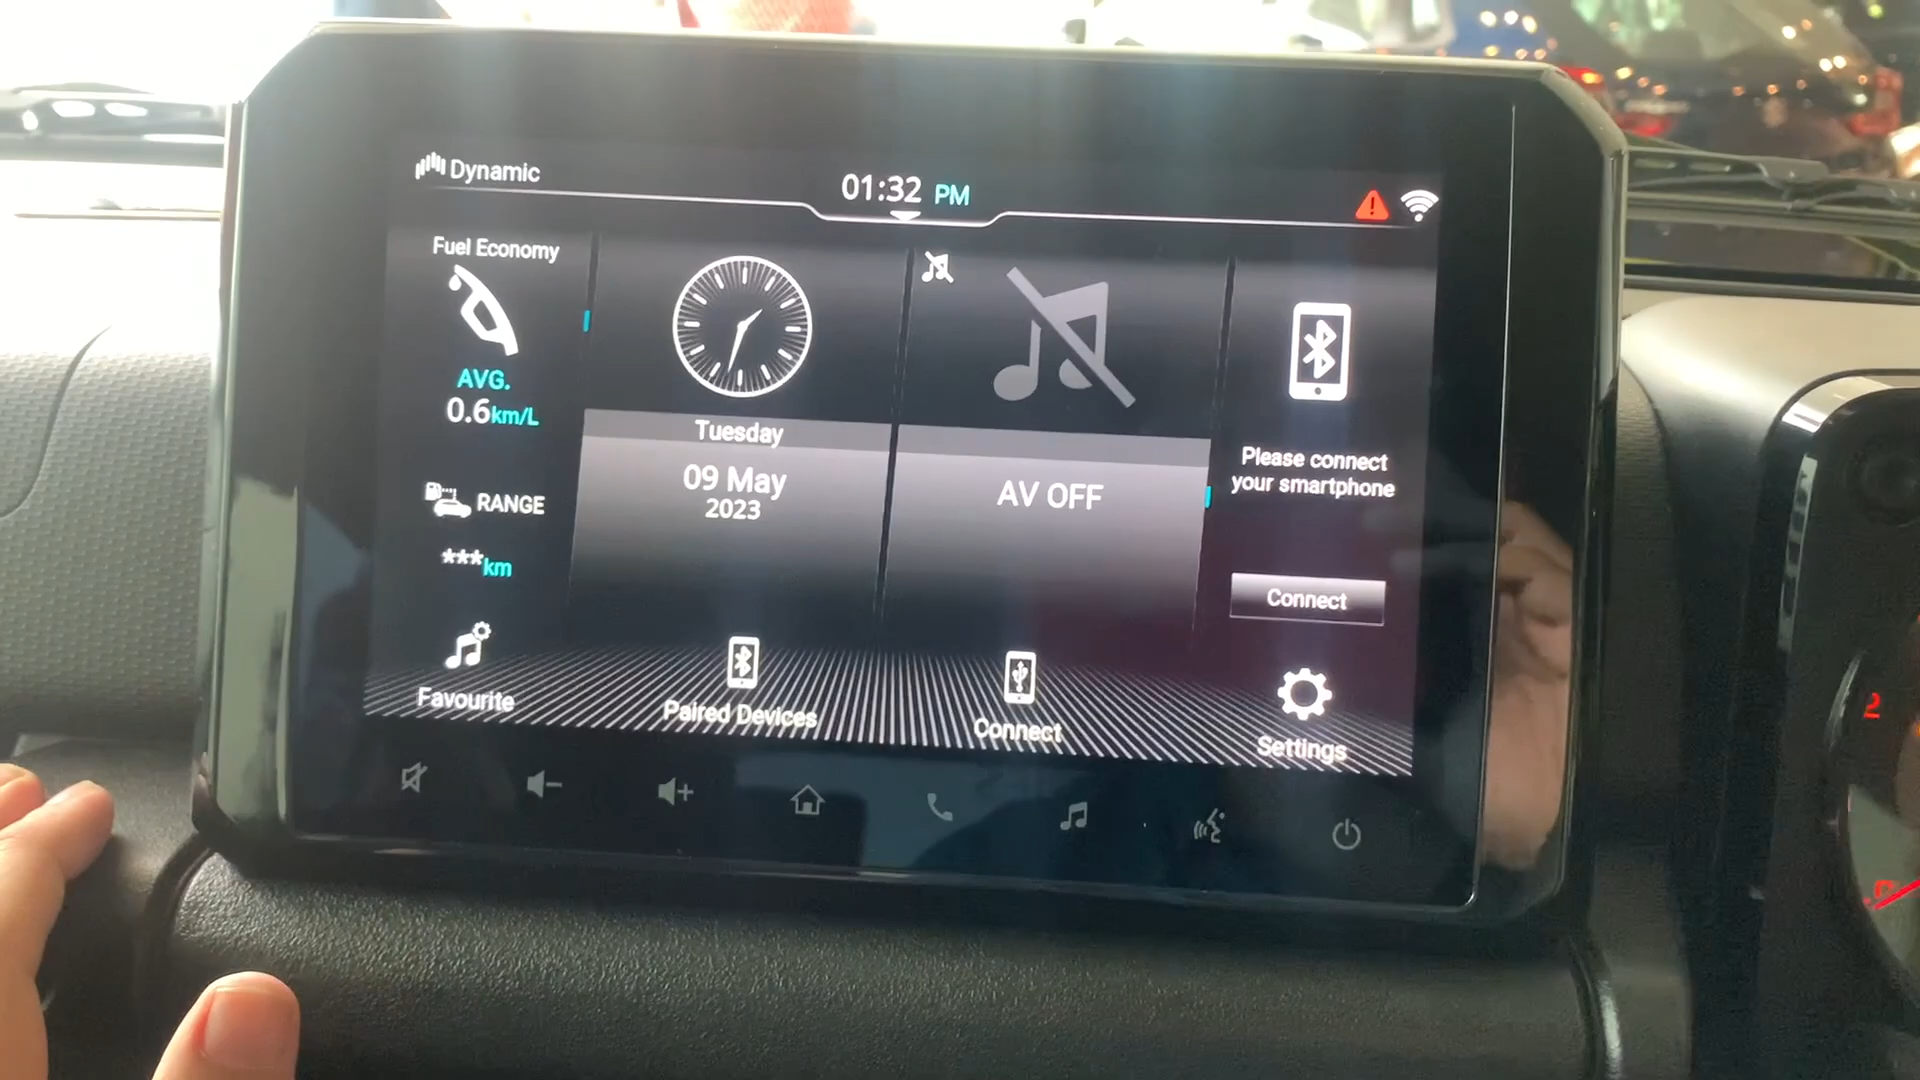 Dynamic
01:32 PM
Fuel Economy
AVG.
0.6km/L
RANGE
***km
Tuesday
09 May
2023
AV OFF
Please connect
your smartphone
Connect
Favourite
Paired Devices
Connect
Settings
2